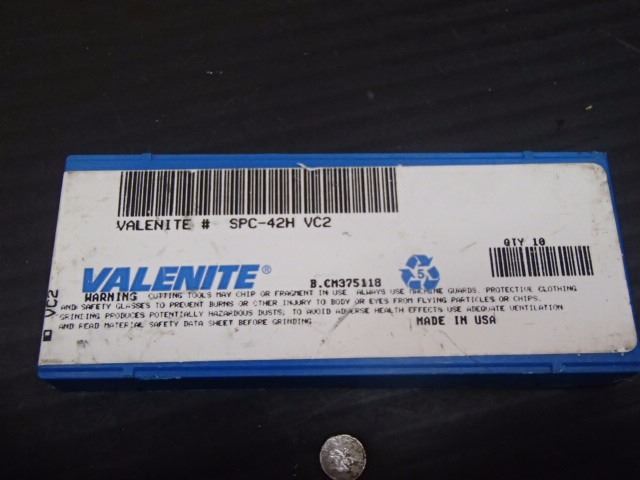 VALENITE # SPC-42H VC2
QTY 10
VALENITE®
B.CM375118
5
VC2
WARNING CUTTING TOOLS MAY CHIP OR FRAGMENT IN USE. ALWAYS USE MACHINE GUARDS. PROTECTIVE CLOTHING
AND SAFETY GLASSES TO PREVENT BURNS OR OTHER INJURY TO BODY OR EYES FROM FLYING PARTICLES OR CHIPS.
GRINDING PRODUCES POTENTIALLY HAZARDOUS DUSTS; TO AVOID ADVERSE HEALTH EFFECTS USE ADEQUATE VENTILATION
AND READ MATERIAL SAFETY DATA SHEET BEFORE GRINDING
MADE IN USA